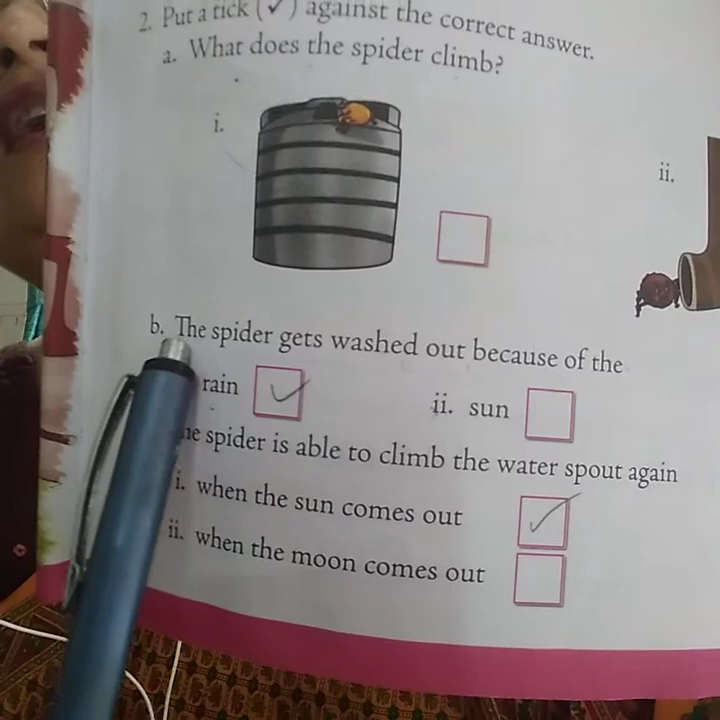 2. Put a tick (✓) against the correct answer.
a. What does the spider climb?
i.
ii.
b. The spider gets washed out because of the
rain ✓ ii. sun
he spider is able to climb the water spout again
i. when the sun comes out ✓
ii. when the moon comes out